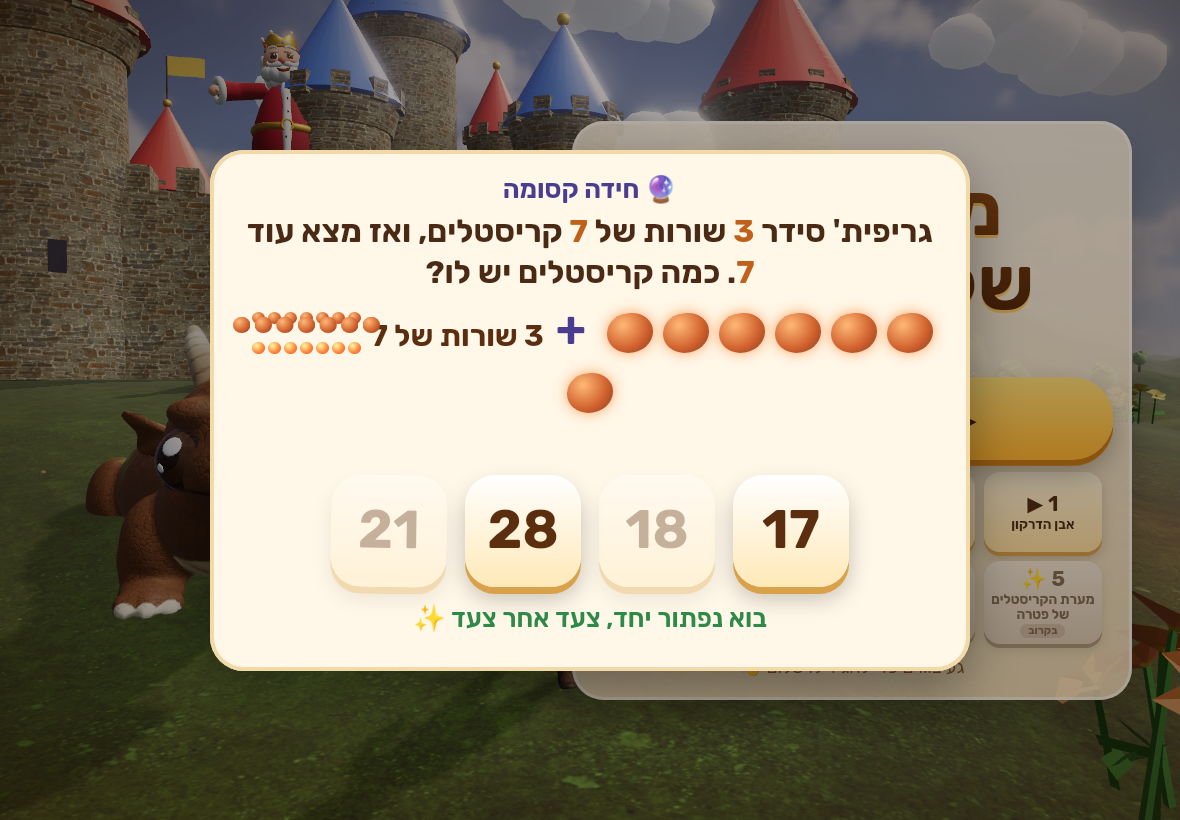 🔮 חידה קסומה
גריפית' סידר 3 שורות של 7 קריסטלים, ואז מצא עוד
7. כמה קריסטלים יש לו?
+ 3 שורות של 7
17 18 28 21
בוא נפתור יחד, צעד אחר צעד ✨
▶ 1
אבן הדרקון
5 ✨
מערת הקריסטלים
של פטרה
בקרוב